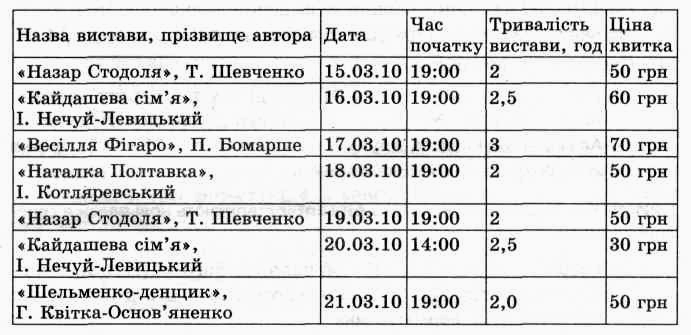 Назва вистави, прізвище автора Дата Час початку Тривалість вистави, год Ціна квитка
«Назар Стодоля», Т. Шевченко 15.03.10 19:00 2 50 грн
«Кайдашева сім’я», 16.03.10 19:00 2,5 60 грн
І. Нечуй-Левицький
«Весілля Фігаро», П. Бомарше 17.03.10 19:00 3 70 грн
«Наталка Полтавка», 18.03.10 19:00 2 50 грн
І. Котляревський
«Назар Стодоля», Т. Шевченко 19.03.10 19:00 2 50 грн
«Кайдашева сім’я», 20.03.10 14:00 2,5 30 грн
І. Нечуй-Левицький
«Шельменко-денщик», 21.03.10 19:00 2,0 50 грн
Г. Квітка-Основ’яненко